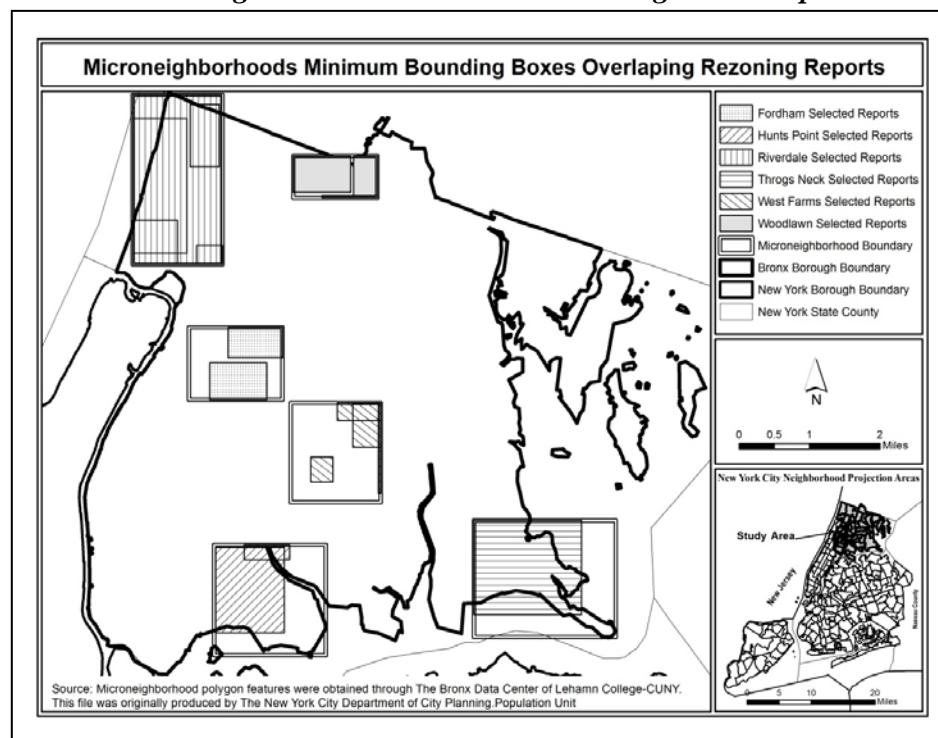 Microneighborhoods Minimum Bounding Boxes Overlaping Rezoning Reports
Fordham Selected Reports
Hunts Point Selected Reports
Riverdale Selected Reports
Throgs Neck Selected Reports
West Farms Selected Reports
Woodlawn Selected Reports
Microneighborhood Boundary
Bronx Borough Boundary
New York Borough Boundary
New York State County
N
0 0.5 1 2
Miles
New York City Neighborhood Projection Areas
Study Area
New Jersey
Nassau County
0 5 10 20
Miles
Source: Microneighborhood polygon features were obtained through The Bronx Data Center of Lehamn College-CUNY.
This file was originally produced by The New York City Department of City Planning.Population Unit